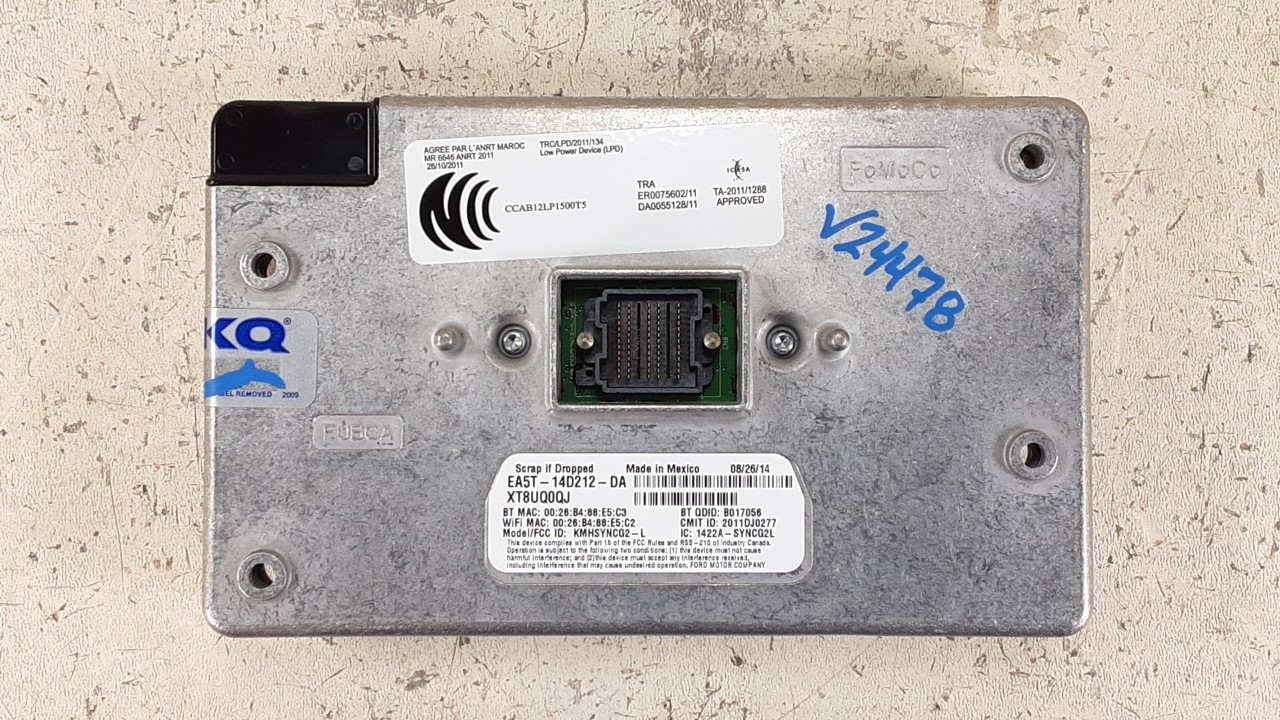 AGREE PAR L'ANRT MAROC
MR 6646 ANRT 2011
26/10/2011
TRC/LPD/2011/134
Low Power Device (LPD)
CCAB12LP1500T5
TRA
ER0075602/11
DA0055128/11
ICASA
TA-2011/1288
APPROVED
FoMoCo
V24478
KQ®
REMOVED 2009
FUBCA
Scrap if Dropped Made in Mexico 08/26/14
EA5T-14D212-DA
XT8UQ0QJ
BT MAC: 00:26:B4:88:E5:C3 BT QDID: B017056
WiFi MAC: 00:26:B4:88:E5:C2 CMIT ID: 2011DJ0277
Model/FCC ID: KMHSYNCG2-L IC: 1422A-SYNCG2L
This device complies with Part 15 of the FCC Rules and RSS-210 of Industry Canada.
Operation is subject to the following two conditions: (1) this device must not cause
harmful interference; and (2)this device must accept any interference received,
including interference that may cause undesired operation. FORD MOTOR COMPANY